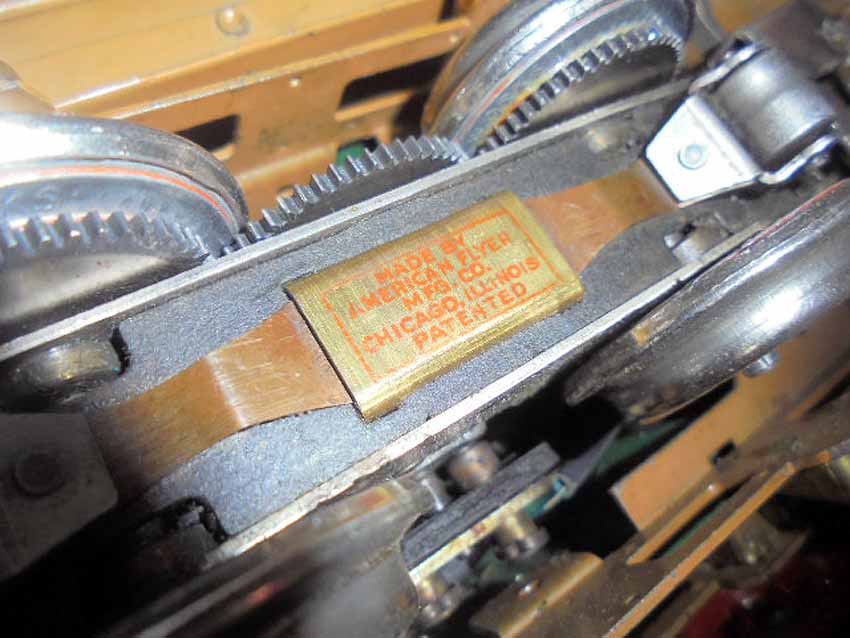 MADE BY
AMERICAN FLYER
MFG. CO.
CHICAGO, ILLINOIS
PATENTED